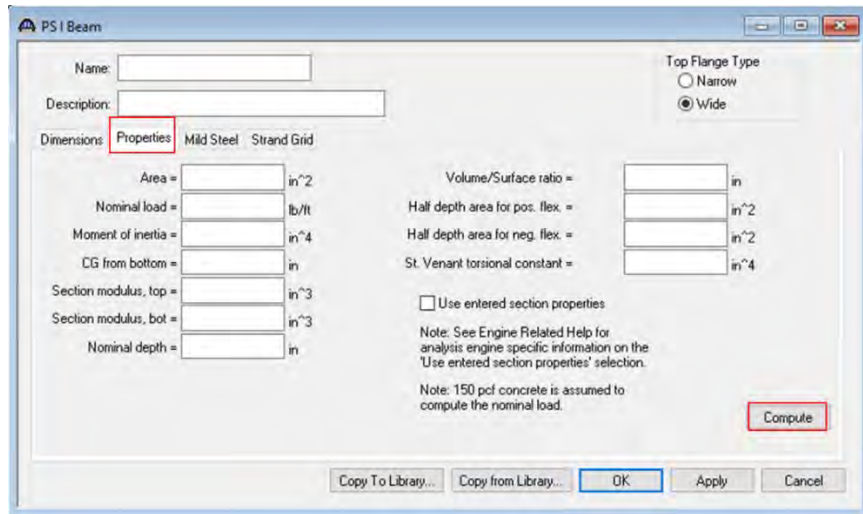 PS I Beam
Name:
Description:
Top Flange Type
Narrow
Wide
Dimensions Properties Mild Steel Strand Grid
Area = in^2
Nominal load = lb/ft
Moment of inertia = in^4
CG from bottom = in
Section modulus, top = in^3
Section modulus, bot = in^3
Nominal depth = in
Volume/Surface ratio = in
Half depth area for pos. flex. = in^2
Half depth area for neg. flex. = in^2
St. Venant torsional constant = in^4
Use entered section properties
Note: See Engine Related Help for
analysis engine specific information on the
'Use entered section properties' selection.
Note: 150 pcf concrete is assumed to
compute the nominal load.
Compute
Copy To Library... Copy from Library... OK Apply Cancel